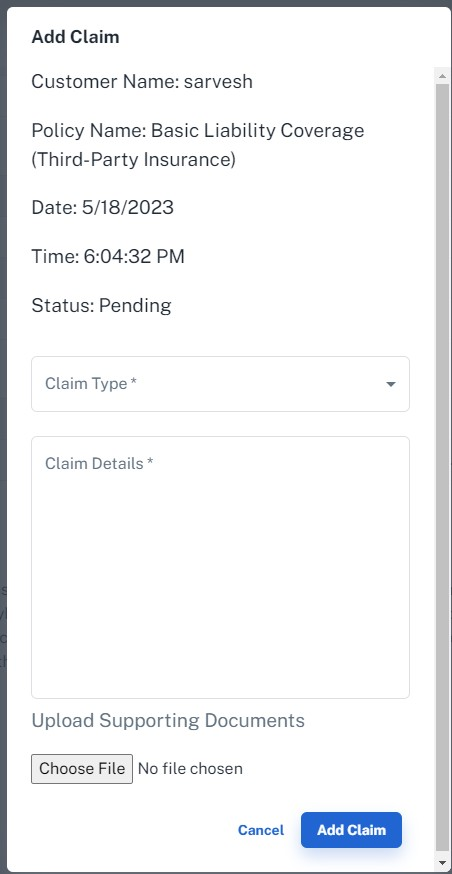 Add Claim
Customer Name: sarvesh
Policy Name: Basic Liability Coverage
(Third-Party Insurance)
Date: 5/18/2023
Time: 6:04:32 PM
Status: Pending
Claim Type *
Claim Details *
Upload Supporting Documents
Choose File No file chosen
Cancel Add Claim